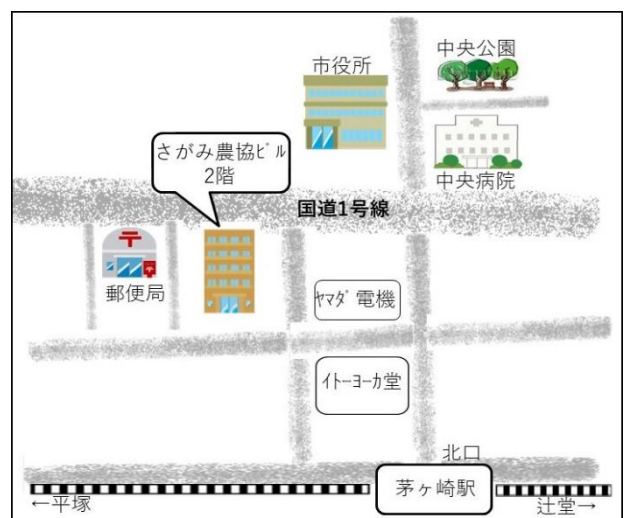 中央公園
市役所
さがみ農協ﾋﾞﾙ
2階
中央病院
国道1号線
郵便局
ﾔﾏﾀﾞ電機
ｲﾄｰﾖｰｶ堂
北口
茅ヶ崎駅
←平塚
辻堂→